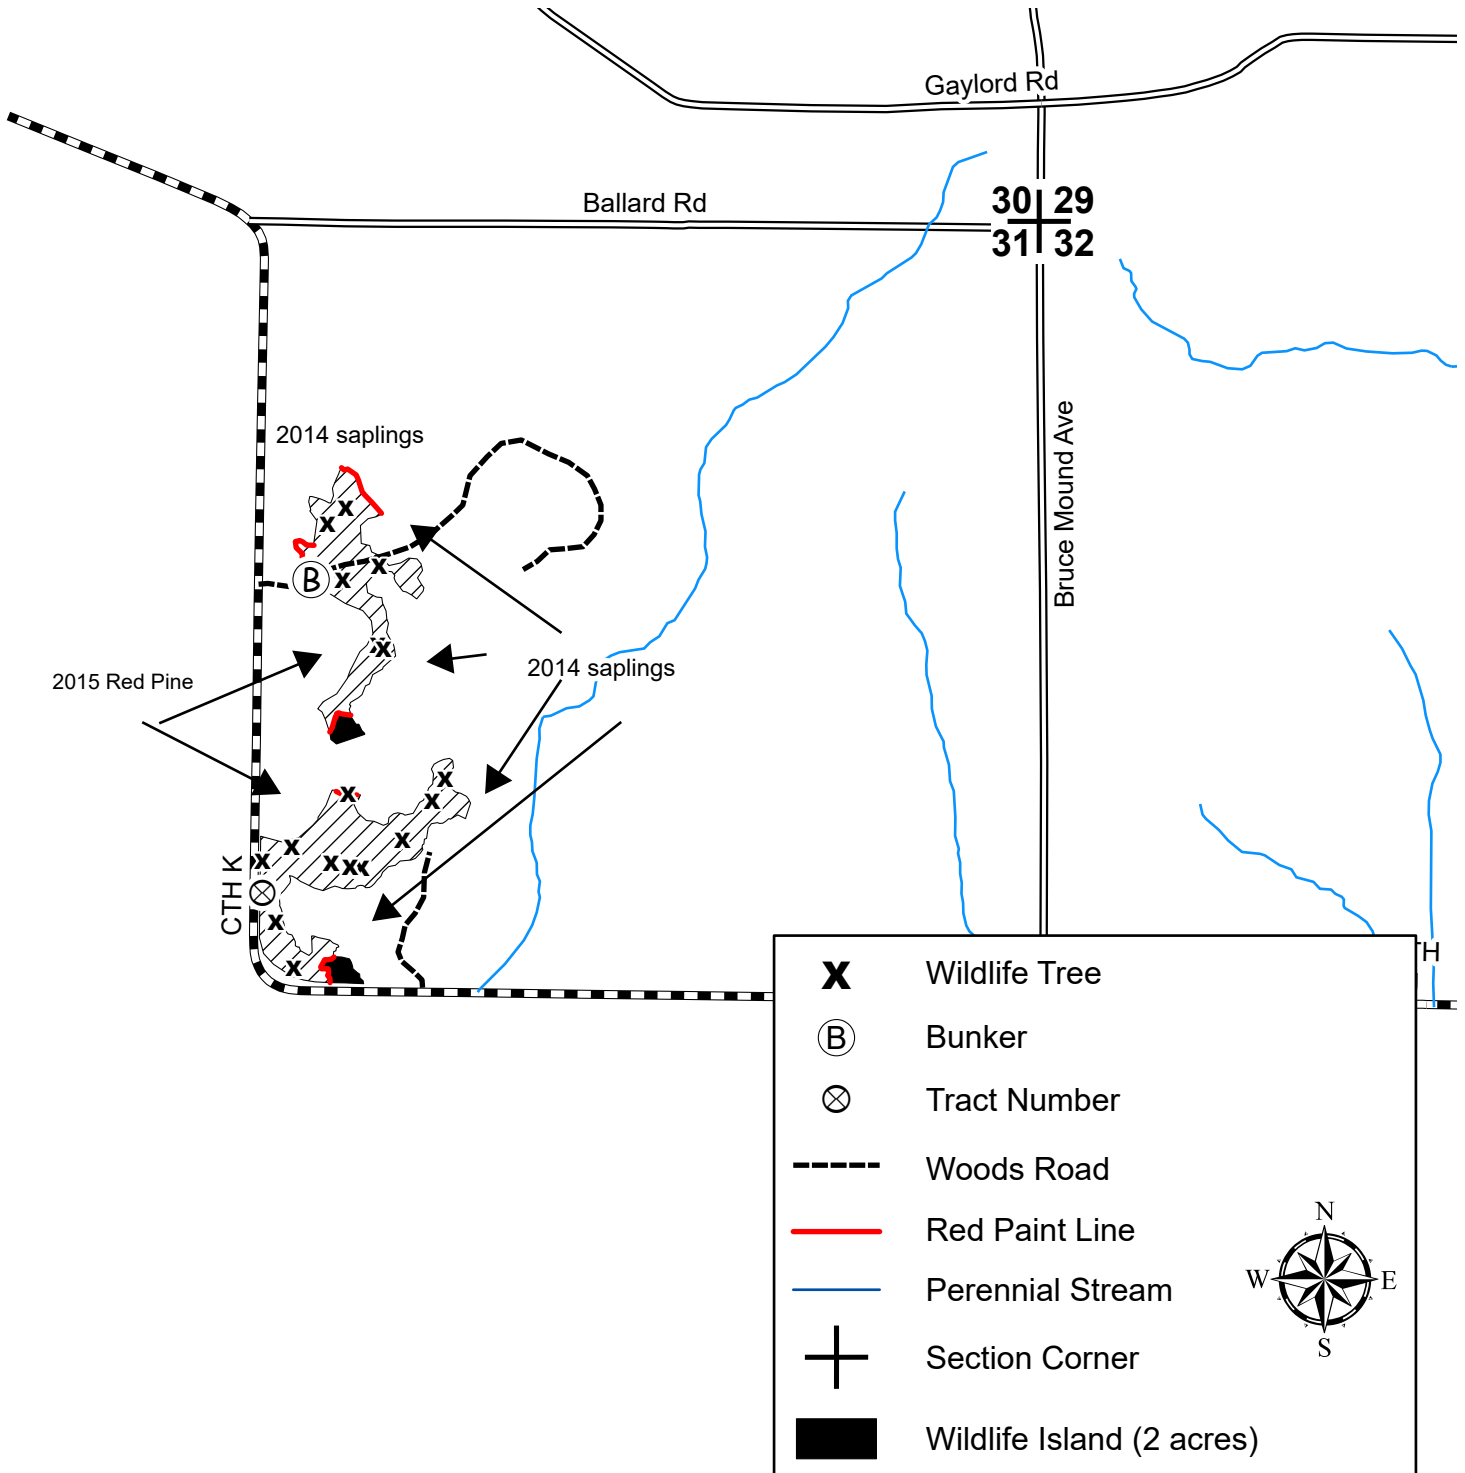 Gaylord Rd
Ballard Rd
30 29
31 32
Bruce Mound Ave
2014 saplings
B
2015 Red Pine
2014 saplings
CTH K
H
X Wildlife Tree
B Bunker
Tract Number
Woods Road
Red Paint Line
Perennial Stream
Section Corner
Wildlife Island (2 acres)
N
W E
S